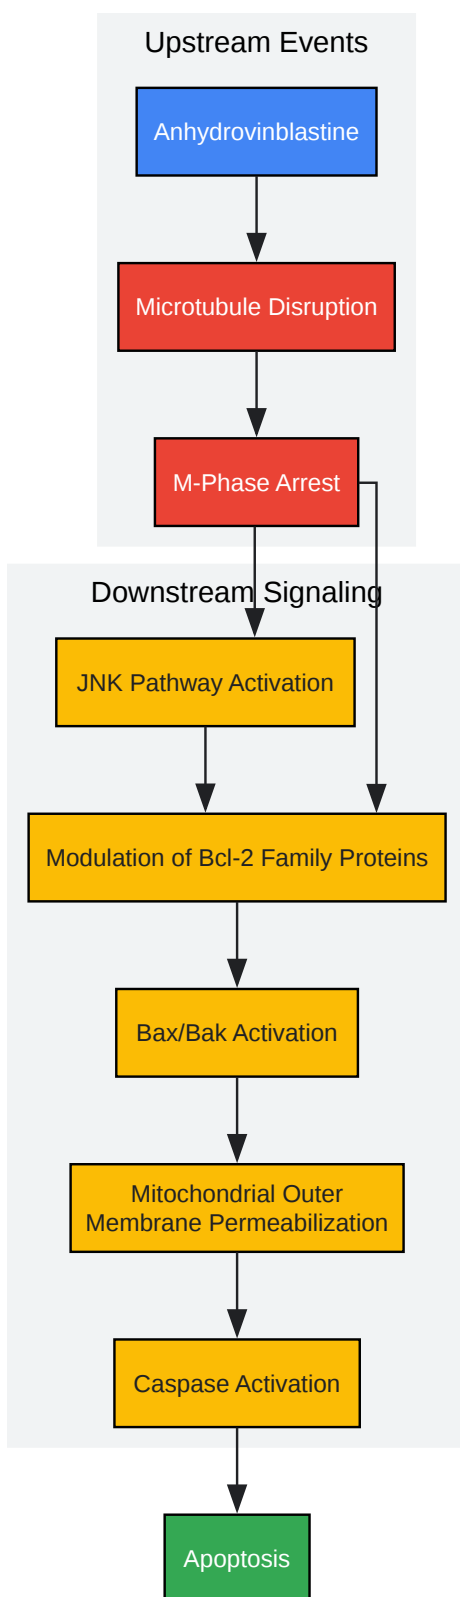 Upstream Events
Anhydrovinblastine
Microtubule Disruption
M-Phase Arrest
Downstream Signaling
JNK Pathway Activation
Modulation of Bcl-2 Family Proteins
Bax/Bak Activation
Mitochondrial Outer
Membrane Permeabilization
Caspase Activation
Apoptosis